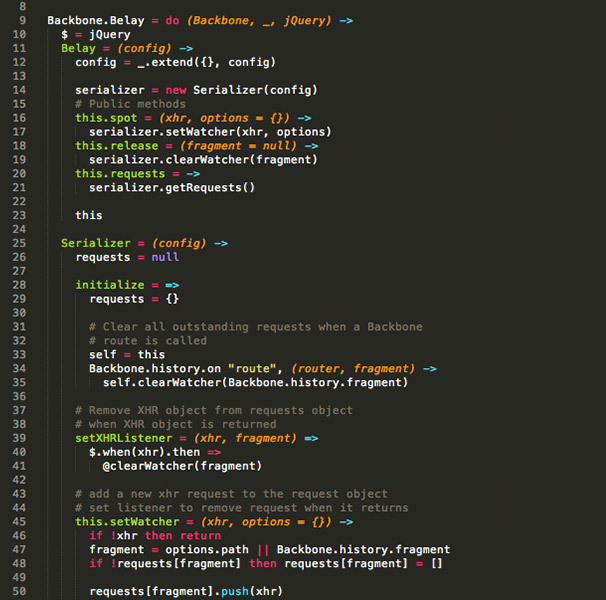 8
9 Backbone.Belay = do (Backbone, _, jQuery) ->
10   $ = jQuery
11   Belay = (config) ->
12     config = _.extend({}, config)
13
14     serializer = new Serializer(config)
15     # Public methods
16     this.spot = (xhr, options = {}) ->
17       serializer.setWatcher(xhr, options)
18     this.release = (fragment = null) ->
19       serializer.clearWatcher(fragment)
20     this.requests = ->
21       serializer.getRequests()
22
23     this
24
25   Serializer = (config) ->
26     requests = null
27
28     initialize = =>
29       requests = {}
30
31       # Clear all outstanding requests when a Backbone
32       # route is called
33       self = this
34       Backbone.history.on "route", (router, fragment) ->
35         self.clearWatcher(Backbone.history.fragment)
36
37     # Remove XHR object from requests object
38     # when XHR object is returned
39     setXHRListener = (xhr, fragment) =>
40       $.when(xhr).then =>
41         @clearWatcher(fragment)
42
43     # add a new xhr request to the request object
44     # set listener to remove request when it returns
45     this.setWatcher = (xhr, options = {}) ->
46       if !xhr then return
47       fragment = options.path || Backbone.history.fragment
48       if !requests[fragment] then requests[fragment] = []
49
50       requests[fragment].push(xhr)